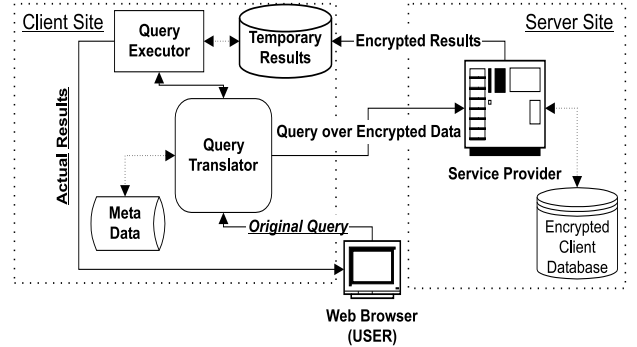 Client Site
Server Site
Query
Executor
Temporary
Results
Encrypted Results
Actual Results
Query
Translator
Query over Encrypted Data
Service Provider
Meta
Data
Original Query
Encrypted
Client
Database
Web Browser
(USER)